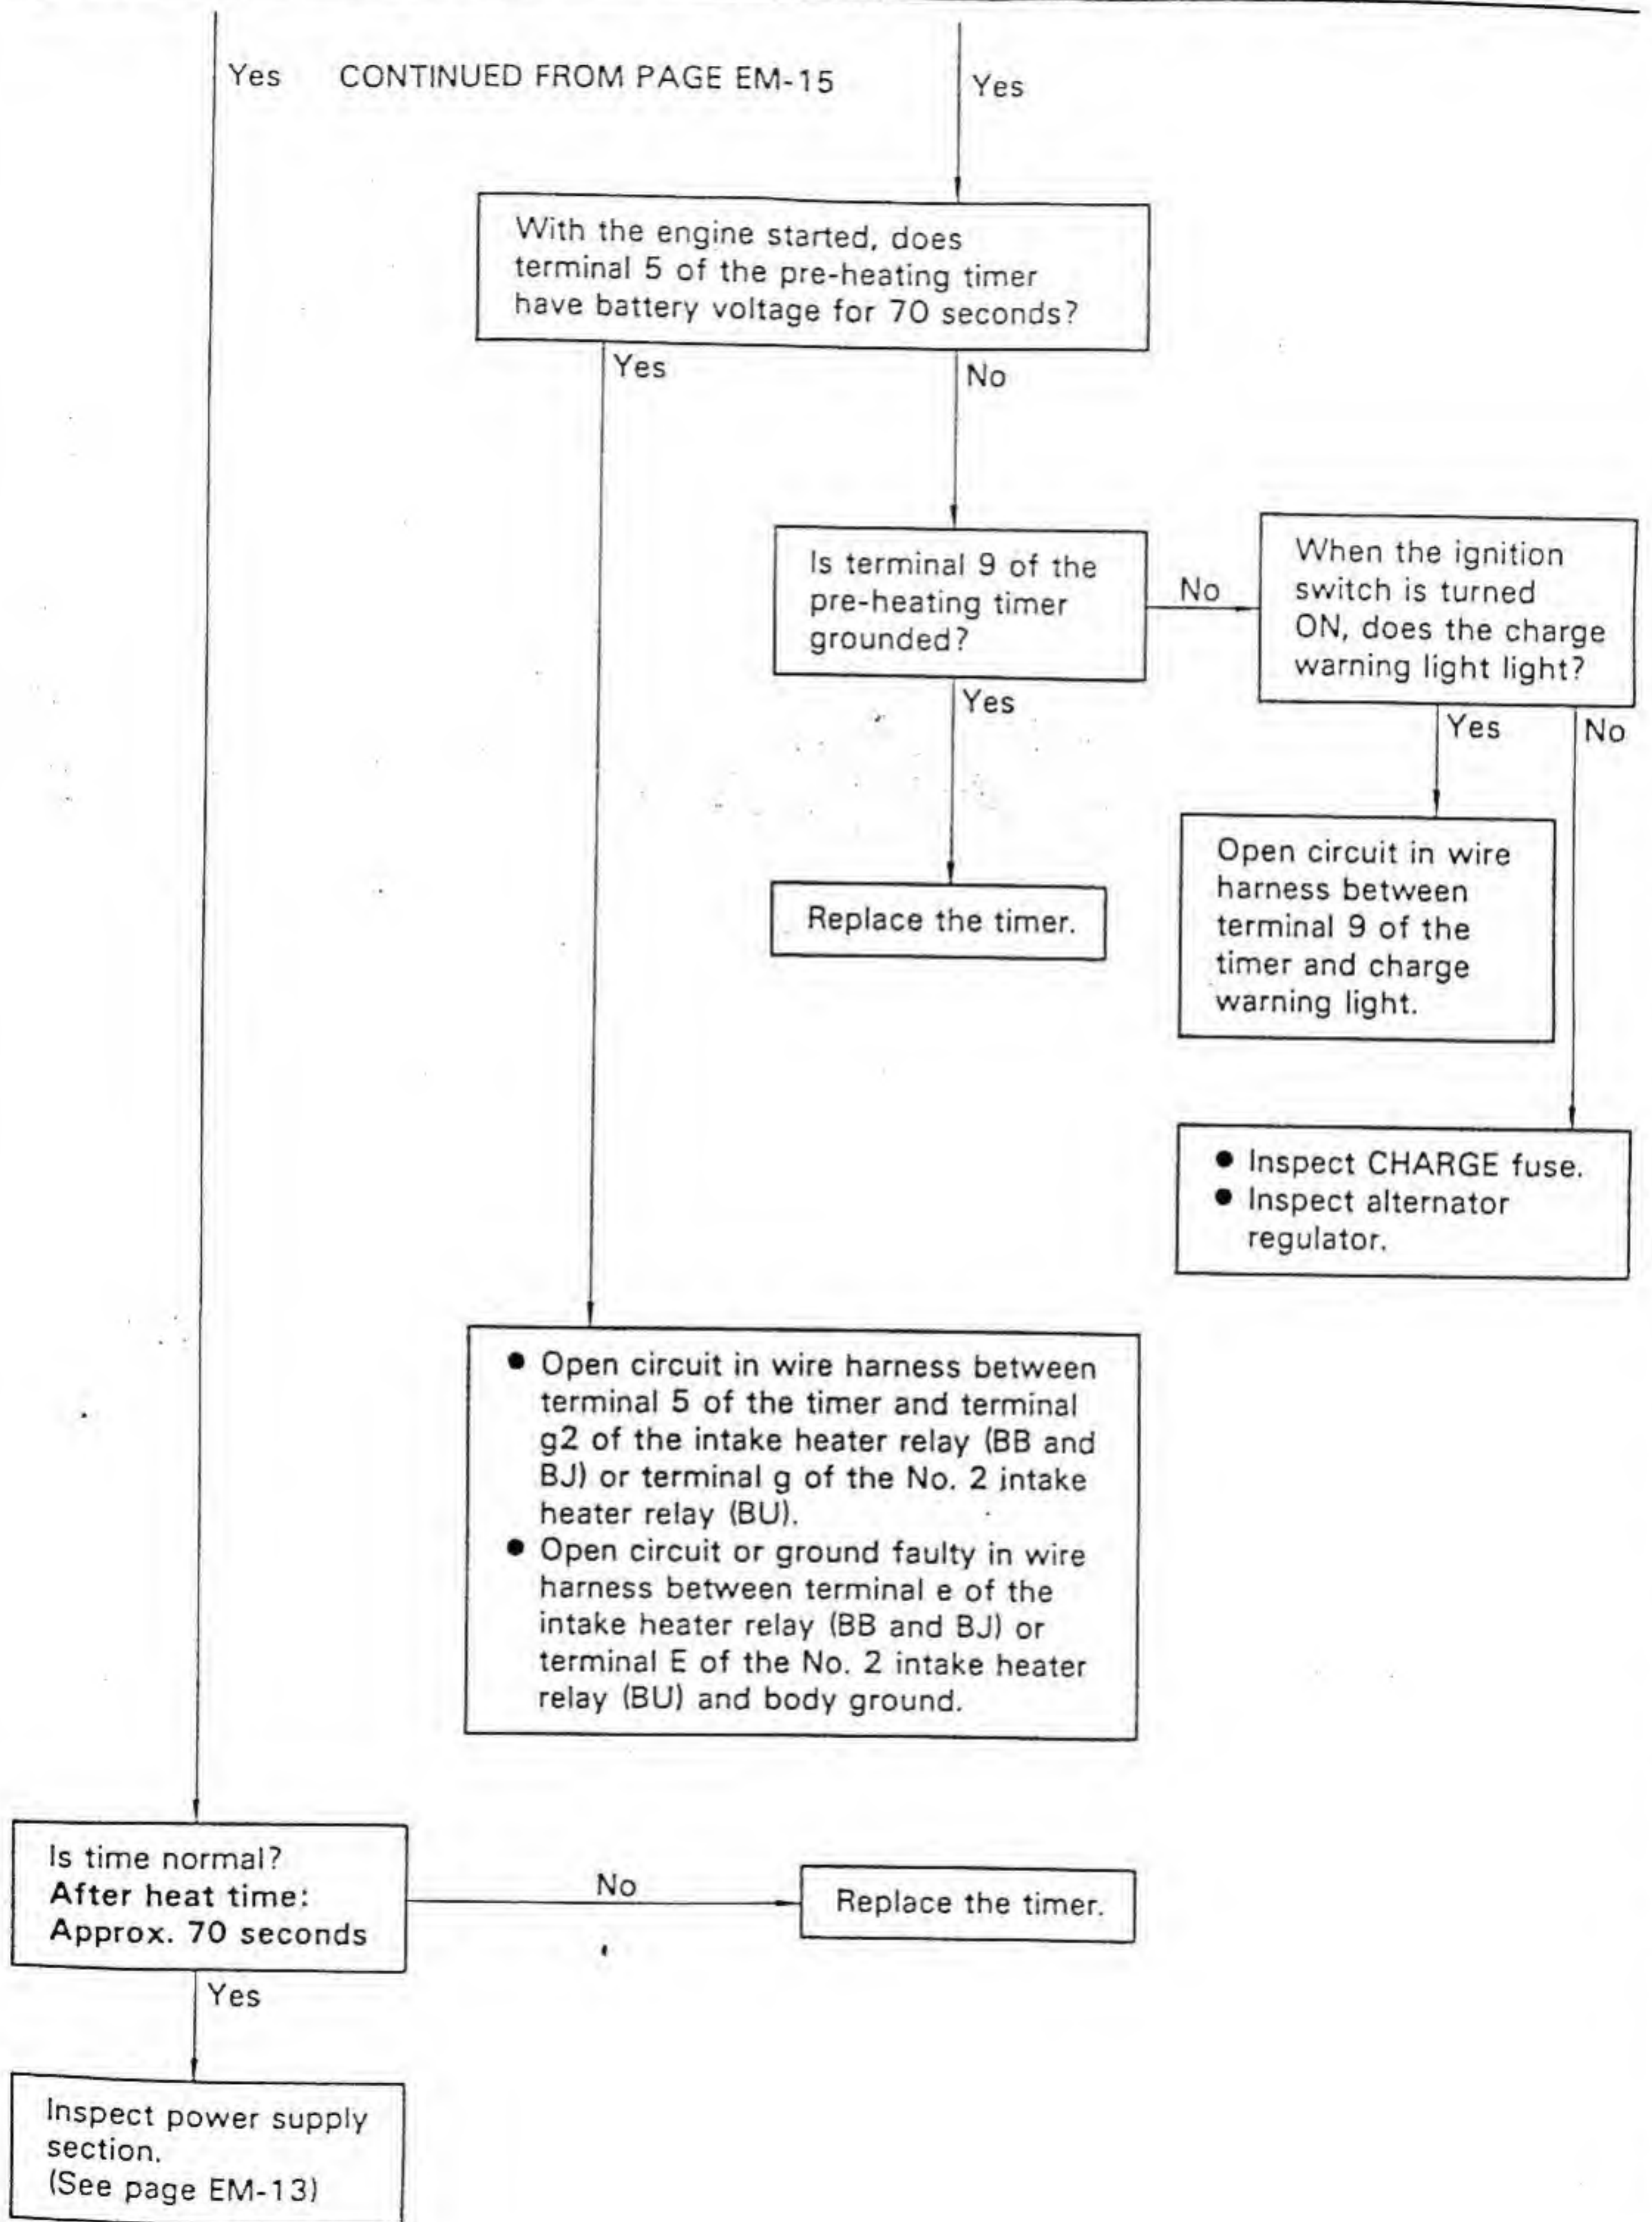 Yes CONTINUED FROM PAGE EM-15 Yes
With the engine started, does
terminal 5 of the pre-heating timer
have battery voltage for 70 seconds?
Yes
No
Is terminal 9 of the
pre-heating timer
grounded?
No
When the ignition
switch is turned
ON, does the charge
warning light light?
Yes
Yes
No
Replace the timer.
Open circuit in wire
harness between
terminal 9 of the
timer and charge
warning light.
● Inspect CHARGE fuse.
● Inspect alternator
regulator.
● Open circuit in wire harness between
terminal 5 of the timer and terminal
g2 of the intake heater relay (BB and
BJ) or terminal g of the No. 2 intake
heater relay (BU).
● Open circuit or ground faulty in wire
harness between terminal e of the
intake heater relay (BB and BJ) or
terminal E of the No. 2 intake heater
relay (BU) and body ground.
Is time normal?
After heat time:
Approx. 70 seconds
No
Replace the timer.
Yes
Inspect power supply
section.
(See page EM-13)